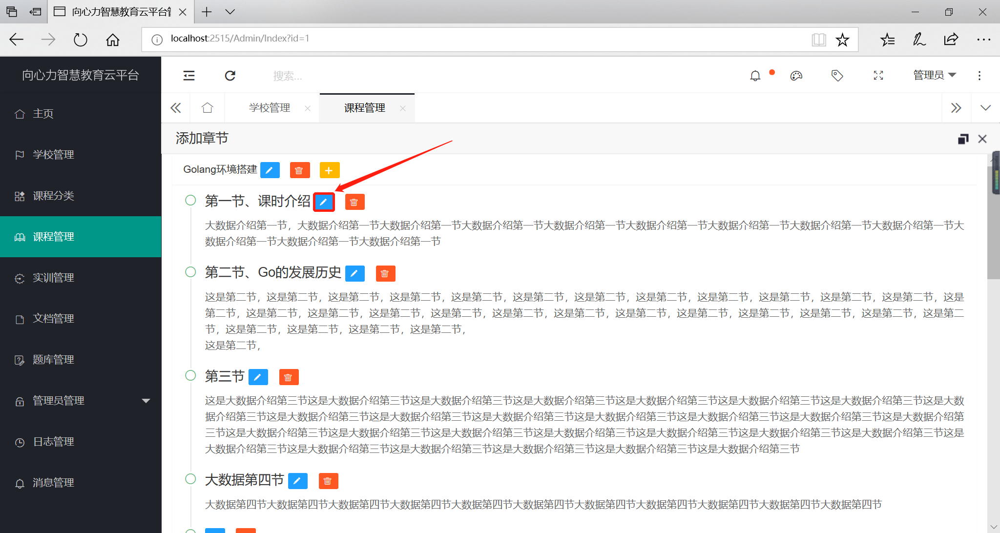 向心力智慧教育云平台管
localhost:2515/Admin/Index?id=1
向心力智慧教育云平台
搜索...
管理员
主页
学校管理
课程分类
课程管理
实训管理
文档管理
题库管理
管理员管理
日志管理
消息管理
学校管理
课程管理
添加章节
Golang环境搭建
第一节、课时介绍
大数据介绍第一节，大数据介绍第一节大数据介绍第一节大数据介绍第一节大数据介绍第一节大数据介绍第一节大数据介绍第一节大数据介绍第一节大数据介绍第一节大
数据介绍第一节大数据介绍第一节大数据介绍第一节
第二节、Go的发展历史
这是第二节，这是第二节，这是第二节，这是第二节，这是第二节，这是第二节，这是第二节，这是第二节，这是第二节，这是第二节，这是第二节，这是第二节，这是
第二节，这是第二节，这是第二节，这是第二节，这是第二节，这是第二节，这是第二节，这是第二节，这是第二节，这是第二节，这是第二节，这是第二节，这是第二
节，这是第二节，这是第二节，这是第二节，这是第二节，
这是第二节，
第三节
这是大数据介绍第三节这是大数据介绍第三节这是大数据介绍第三节这是大数据介绍第三节这是大数据介绍第三节这是大数据介绍第三节这是大数据介绍第三节这是大数
据介绍第三节这是大数据介绍第三节这是大数据介绍第三节这是大数据介绍第三节这是大数据介绍第三节这是大数据介绍第三节这是大数据介绍第三节这是大数据介绍第
三节这是大数据介绍第三节这是大数据介绍第三节这是大数据介绍第三节这是大数据介绍第三节这是大数据介绍第三节这是大数据介绍第三节这是大数据介绍第三节这是
大数据介绍第三节这是大数据介绍第三节这是大数据介绍第三节这是大数据介绍第三节这是大数据介绍第三节这是大数据介绍第三节
大数据第四节
大数据第四节大数据第四节大数据第四节大数据第四节大数据第四节大数据第四节大数据第四节大数据第四节大数据第四节大数据第四节大数据第四节